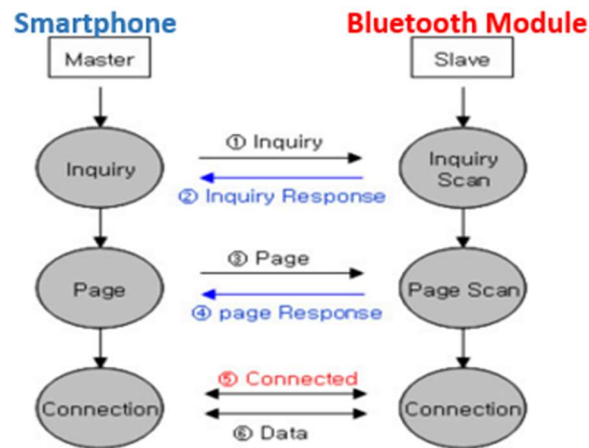 Smartphone
Bluetooth Module
Master
Slave
① Inquiry
Inquiry
Inquiry
Scan
② Inquiry Response
③ Page
Page
Page Scan
④ page Response
⑤ Connected
Connection
Connection
⑥ Data